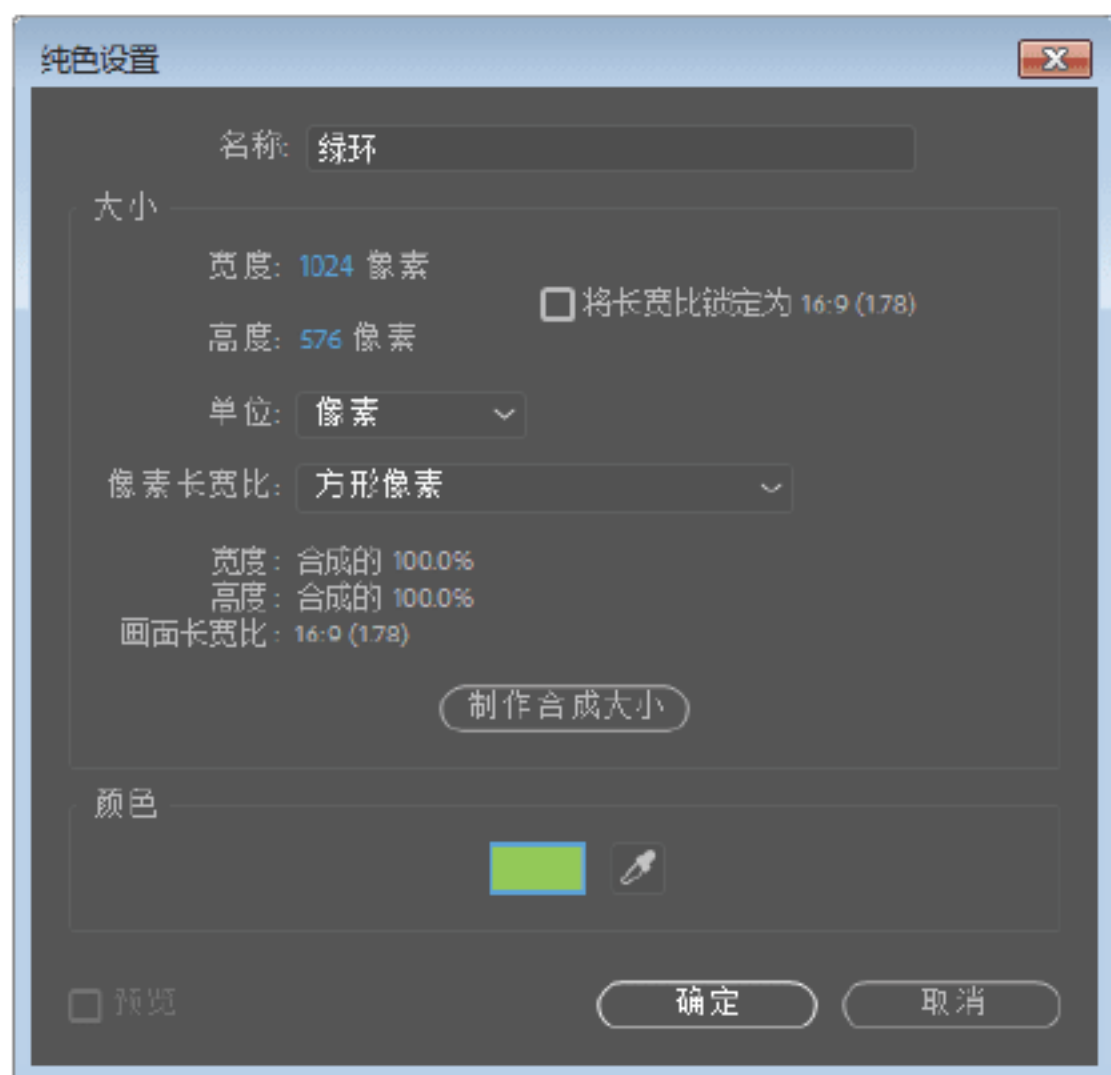 纯色设置
名称: 绿环
大小
宽度: 1024 像素
将长宽比锁定为 16:9 (1.78)
高度: 576 像素
单位: 像素
像素长宽比: 方形像素
宽度: 合成的 100.0%
高度: 合成的 100.0%
画面长宽比: 16:9 (1.78)
制作合成大小
颜色
预览
确定
取消